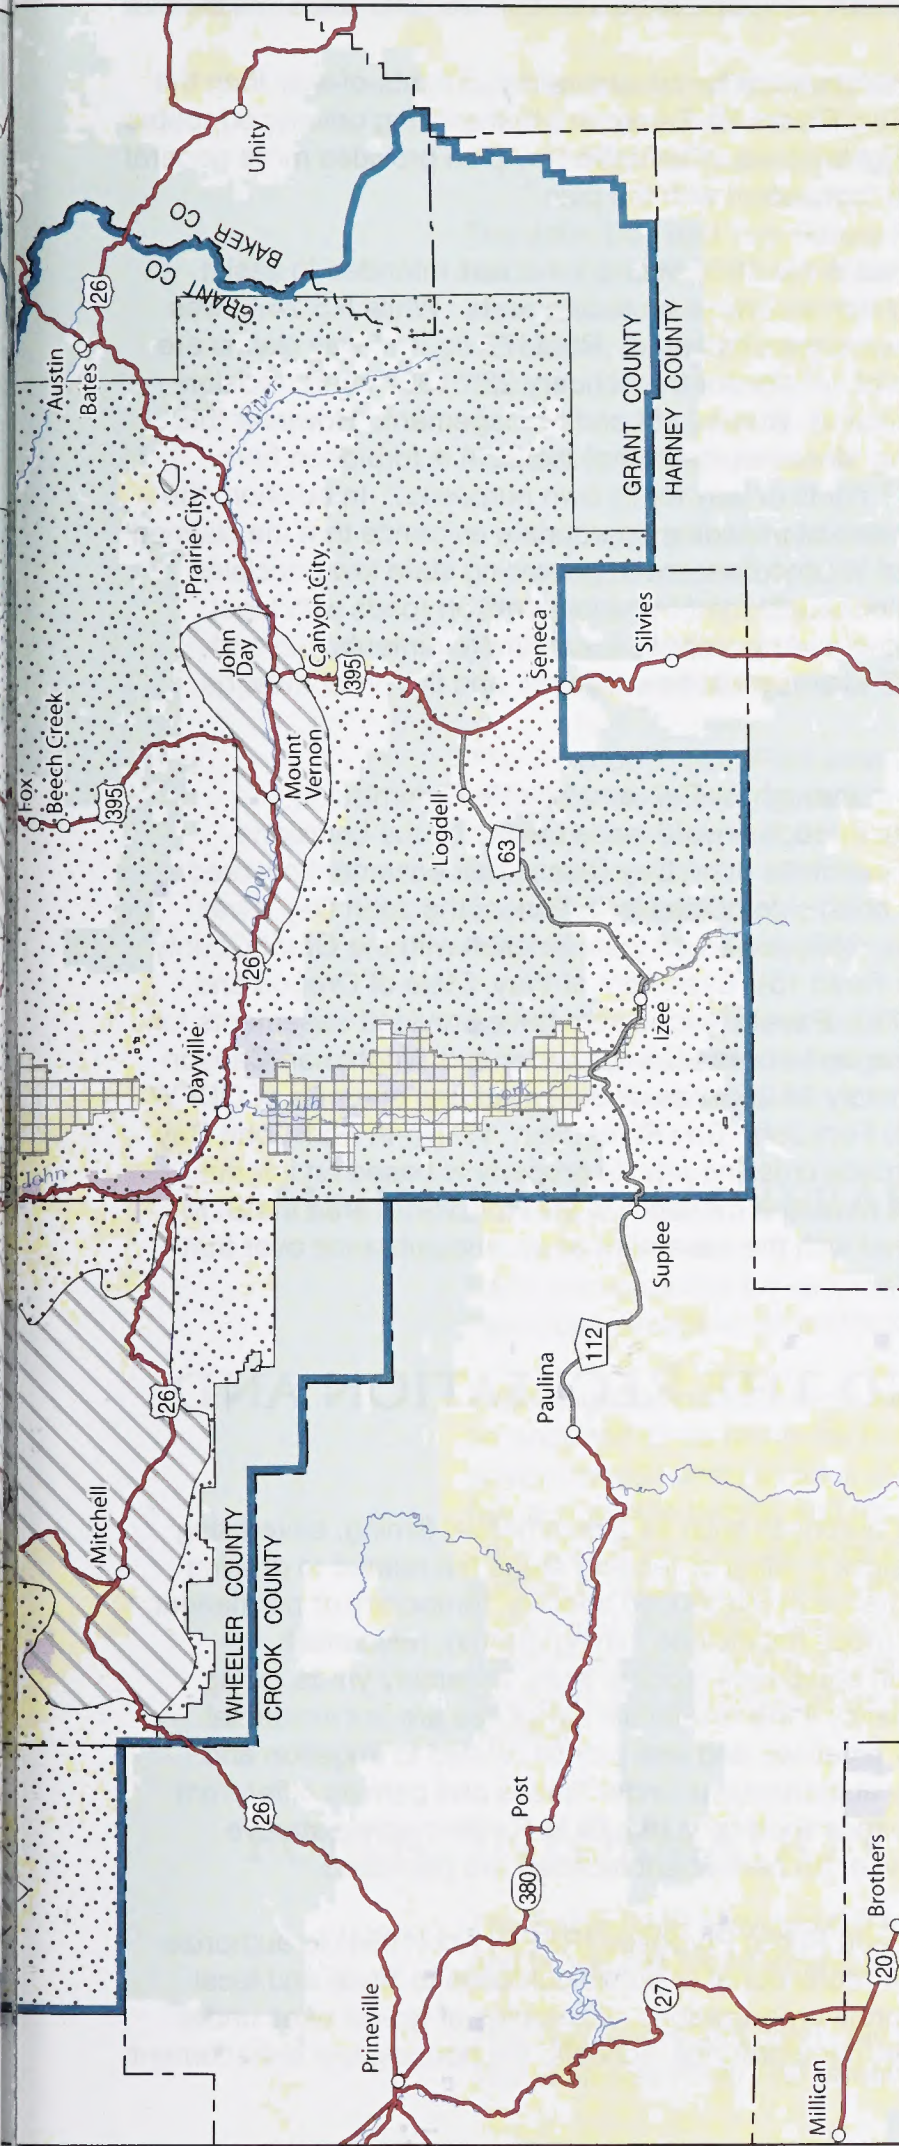 Unity
BAKER CO
GRANT CO
26
Austin
Bates
River
Prairie City
GRANT COUNTY
HARNEY COUNTY
John
Day
Canyon City
395
Seneca
Silvies
Fox
Beech Creek
395
Mount
Vernon
Day
Logdell
63
26
Dayville
Izee
South
Fork
John
Suplee
Paulina
112
26
Mitchell
WHEELER COUNTY
CROOK COUNTY
26
Post
380
Prineville
27
Brothers
20
Millican